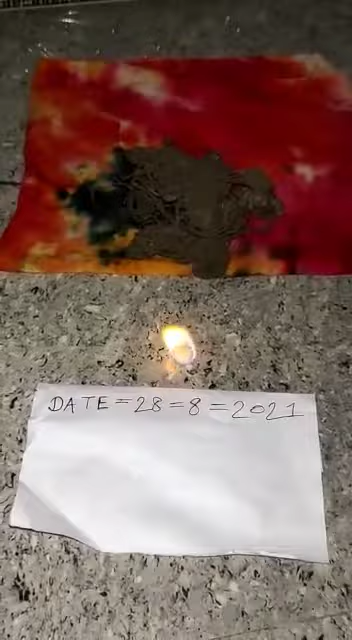 DATE = 28 = 8 = 2021